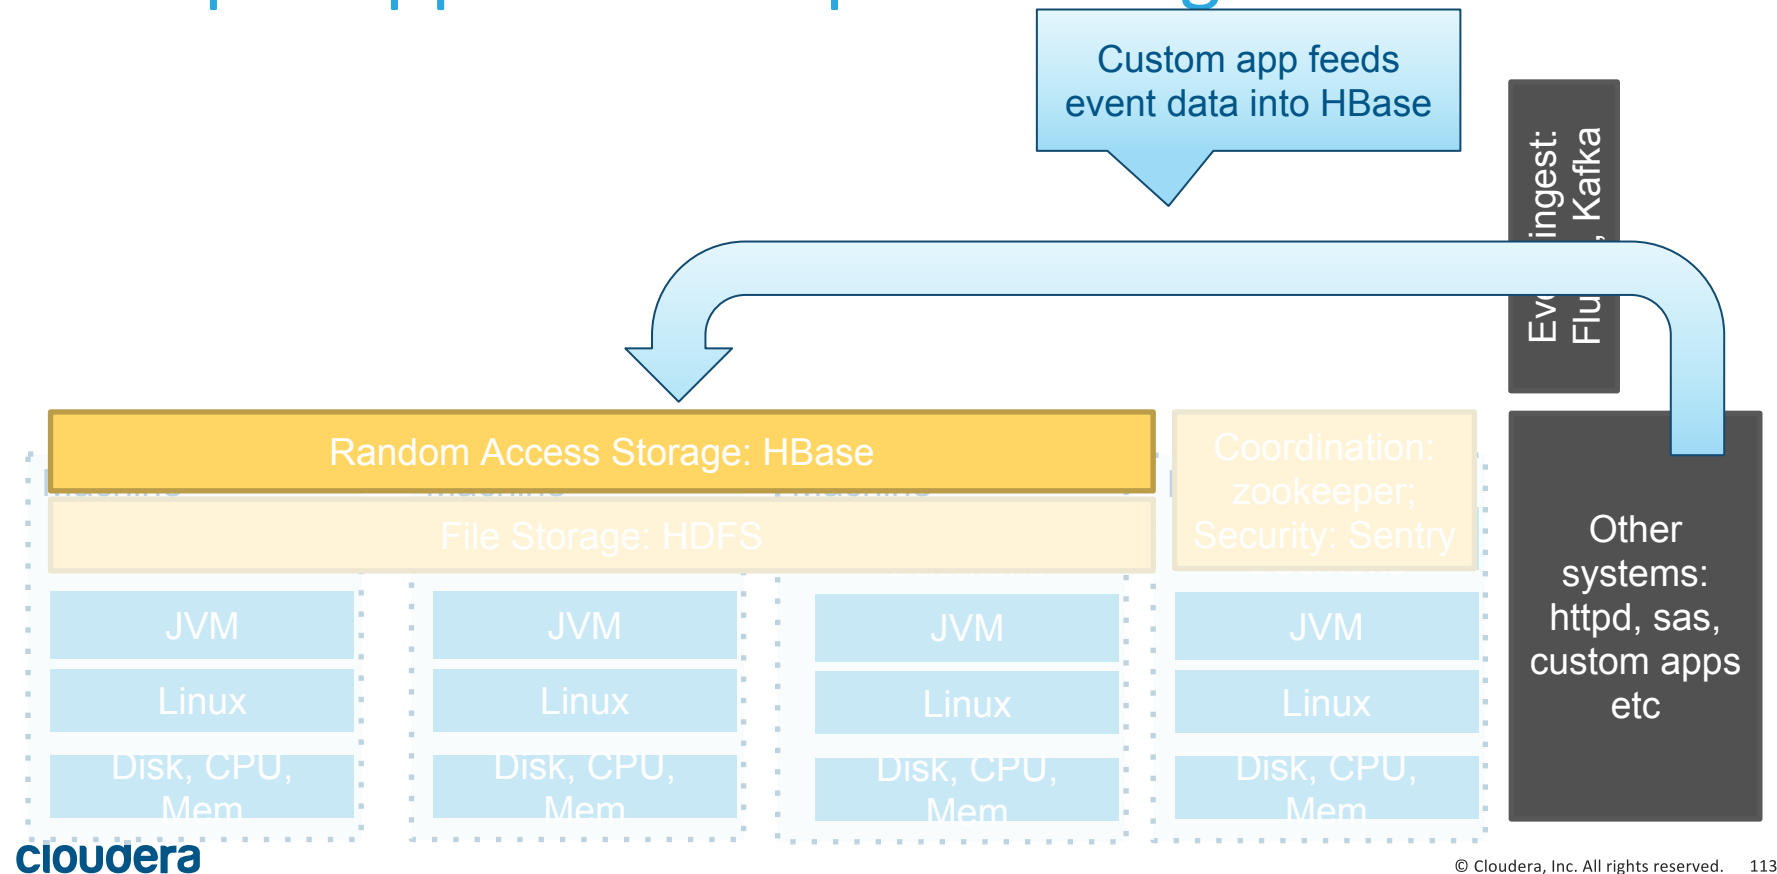 Custom app feeds
event data into HBase
Random Access Storage: HBase
Coordination:
zookeeper;
Security: Sentry
File Storage: HDFS
ingest:
Kafka
Other
systems:
httpd, sas,
custom apps
etc
JVM
JVM
JVM
JVM
Linux
Linux
Linux
Linux
Disk, CPU,
Mem
Disk, CPU,
Mem
Disk, CPU,
Mem
Disk, CPU,
Mem
cloudera
© Cloudera, Inc. All rights reserved. 113